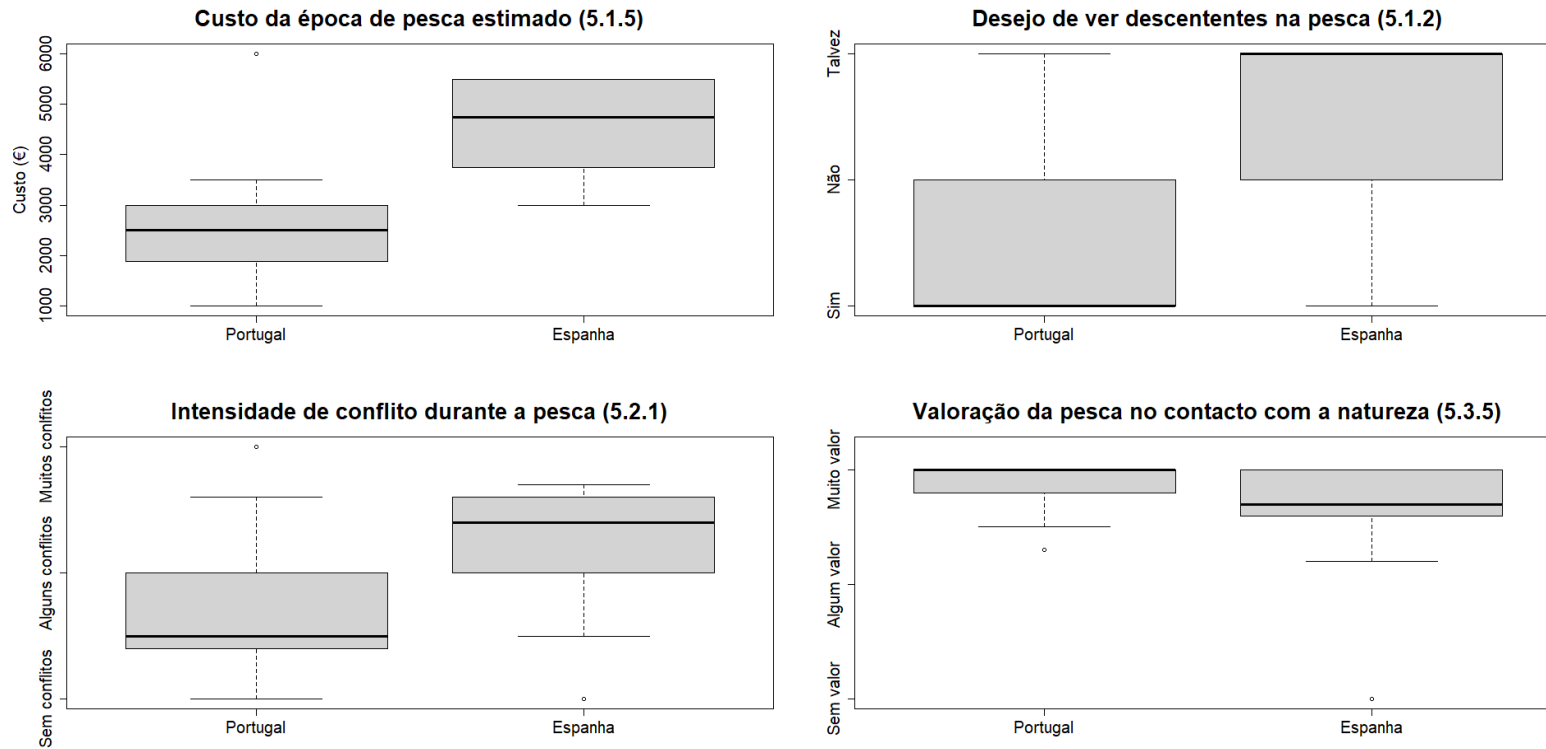 Custo da época de pesca estimado (5.1.5)
Custo (€)
6000
5000
4000
3000
2000
1000
Portugal
Espanha
Desejo de ver descententes na pesca (5.1.2)
Talvez
Não
Sim
Portugal
Espanha
Intensidade de conflito durante a pesca (5.2.1)
Muitos conlfitos
Alguns conflitos
Sem conflitos
Portugal
Espanha
Valoração da pesca no contacto com a natureza (5.3.5)
Muito valor
Algum valor
Sem valor
Portugal
Espanha